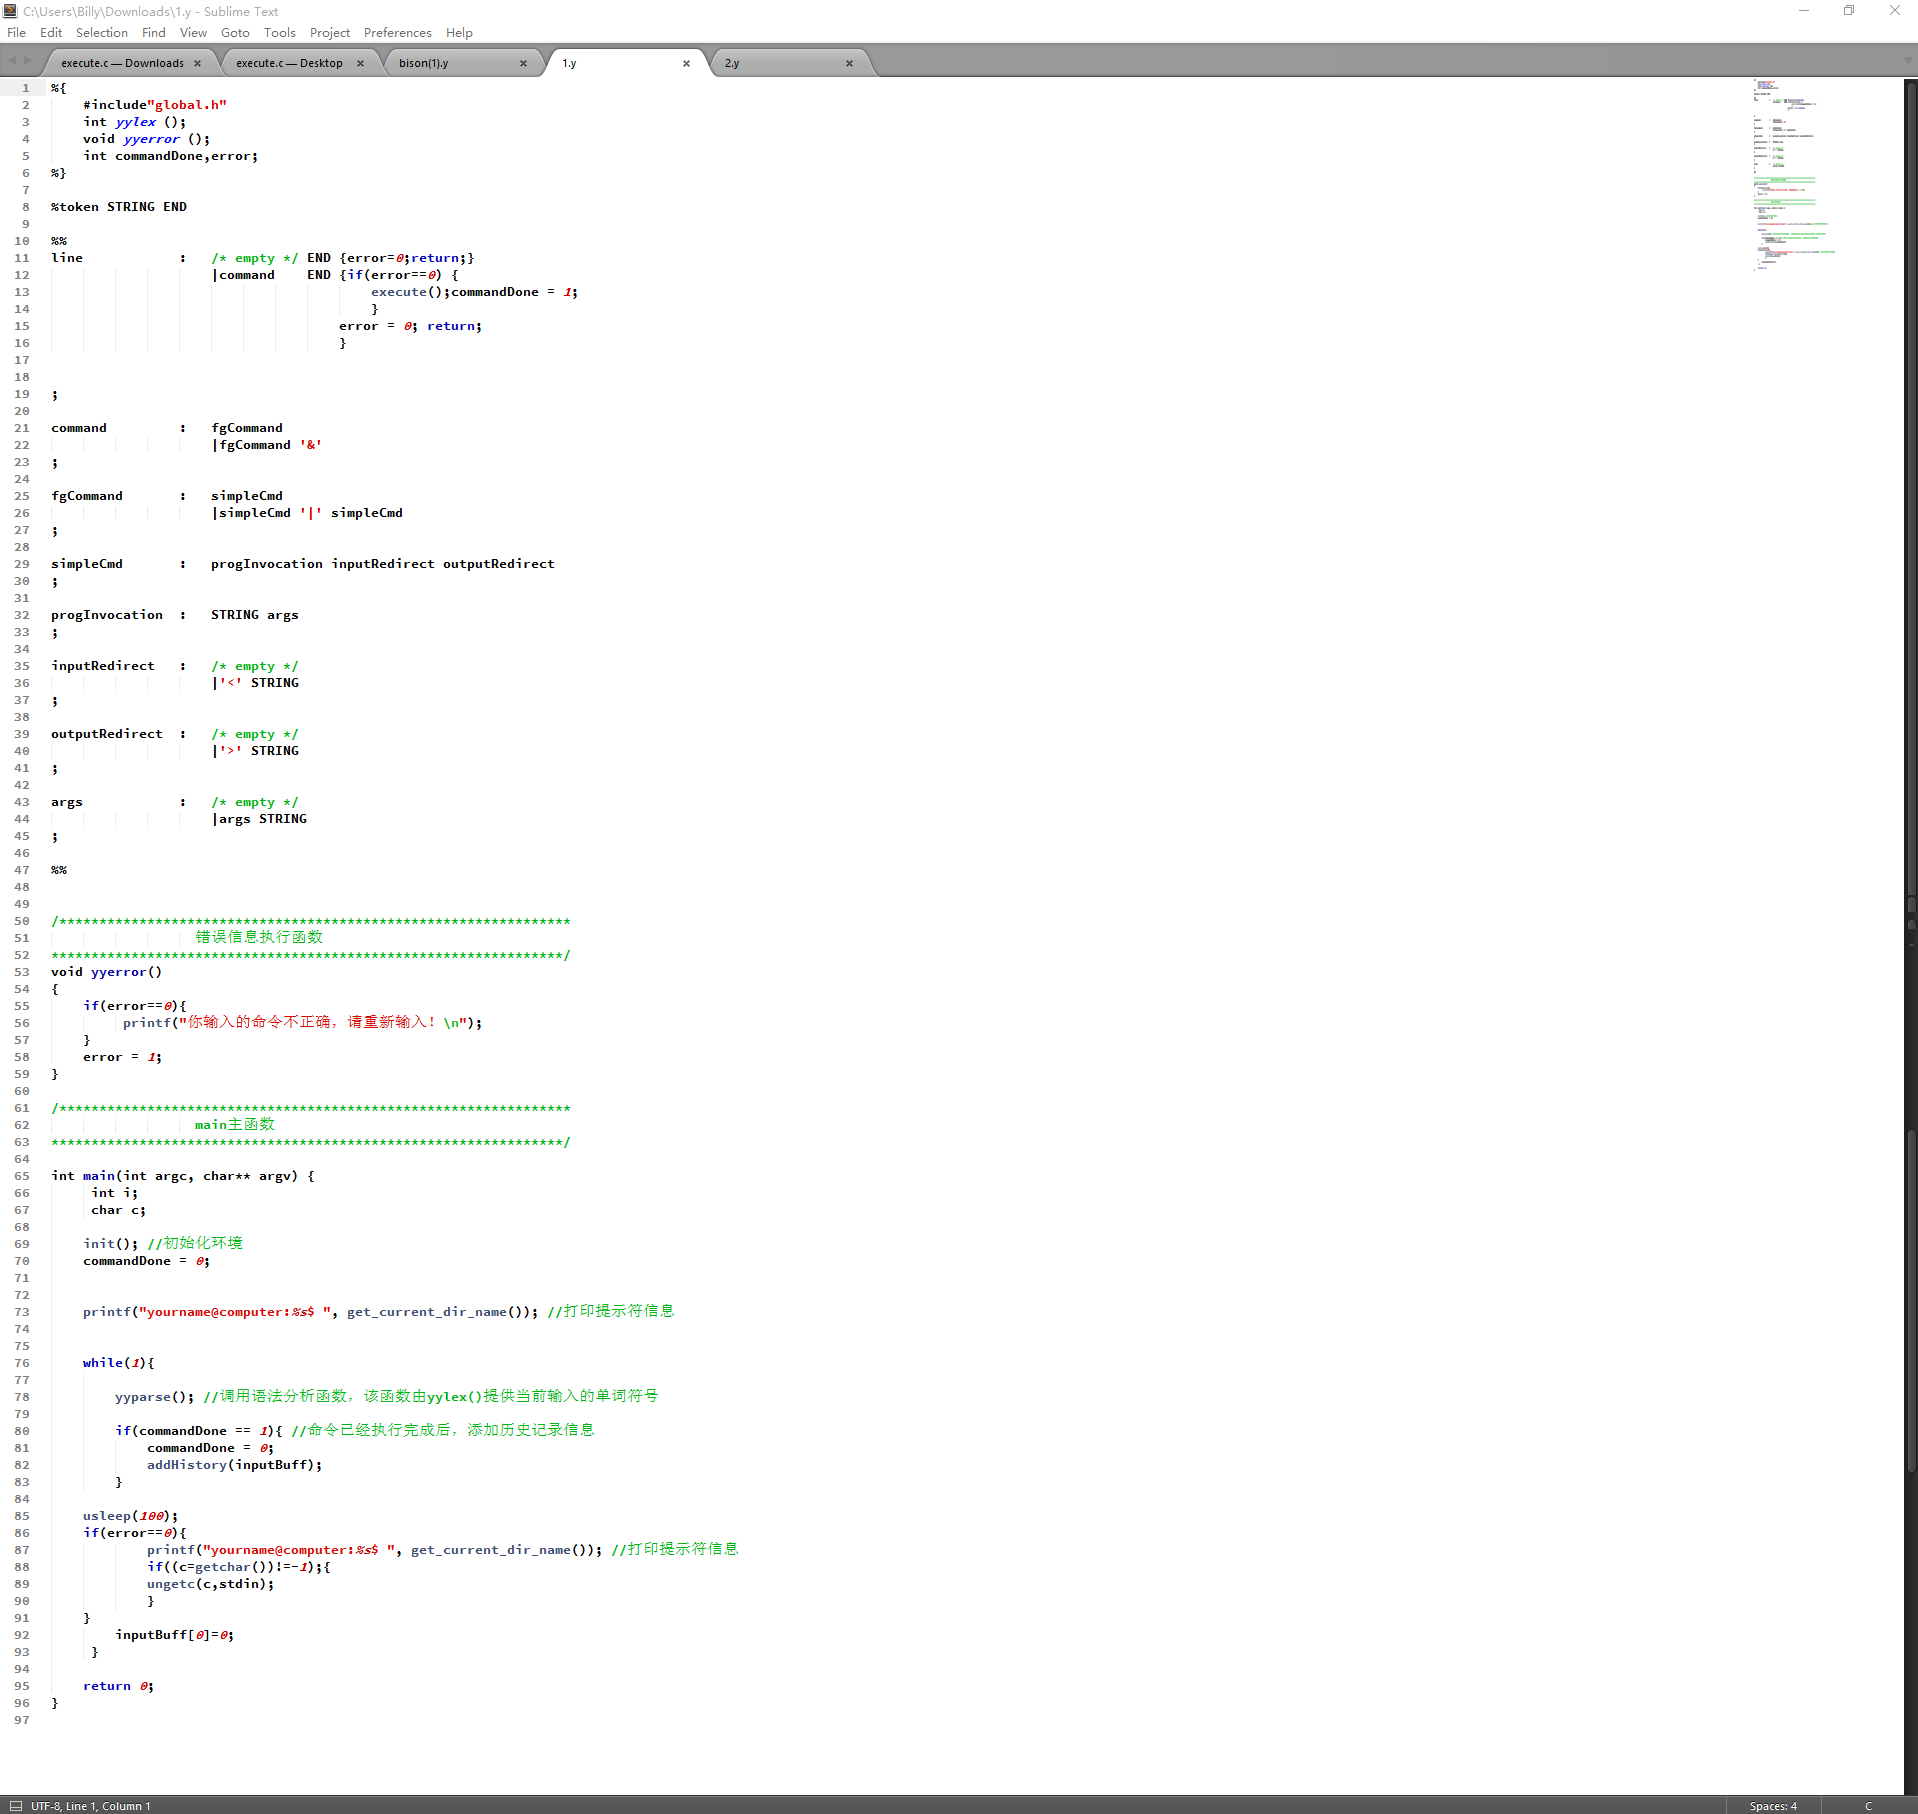 C:\Users\Billy\Downloads\1.y - Sublime Text
File Edit Selection Find View Goto Tools Project Preferences Help
execute.c — Downloads × execute.c — Desktop × bison(1).y × 1.y × 2.y ×
1 %{
2 #include"global.h"
3 int yylex ();
4 void yyerror ();
5 int commandDone,error;
6 %}
7
8 %token STRING END
9
10 %%
11 line : /* empty */ END {error=0;return;}
12 |command END {if(error==0) {
13 execute();commandDone = 1;
14 }
15 error = 0; return;
16 }
17
18
19 ;
20
21 command : fgCommand
22 |fgCommand '&'
23 ;
24
25 fgCommand : simpleCmd
26 |simpleCmd '|' simpleCmd
27 ;
28
29 simpleCmd : progInvocation inputRedirect outputRedirect
30 ;
31
32 progInvocation : STRING args
33 ;
34
35 inputRedirect : /* empty */
36 |'<' STRING
37 ;
38
39 outputRedirect : /* empty */
40 |'>' STRING
41 ;
42
43 args : /* empty */
44 |args STRING
45 ;
46
47 %%
48
49
50 /****************************************************************
51 错误信息执行函数
52 ****************************************************************/
53 void yyerror()
54 {
55 if(error==0){
56 printf("你输入的命令不正确，请重新输入！\n");
57 }
58 error = 1;
59 }
60
61 /****************************************************************
62 main主函数
63 ****************************************************************/
64
65 int main(int argc, char** argv) {
66 int i;
67 char c;
68
69 init(); //初始化环境
70 commandDone = 0;
71
72
73 printf("yourname@computer:%s$ ", get_current_dir_name()); //打印提示符信息
74
75
76 while(1){
77
78 yyparse(); //调用语法分析函数，该函数由yylex()提供当前输入的单词符号
79
80 if(commandDone == 1){ //命令已经执行完成后，添加历史记录信息
81 commandDone = 0;
82 addHistory(inputBuff);
83 }
84
85 usleep(100);
86 if(error==0){
87 printf("yourname@computer:%s$ ", get_current_dir_name()); //打印提示符信息
88 if((c=getchar())!=-1);{
89 ungetc(c,stdin);
90 }
91 }
92 inputBuff[0]=0;
93 }
94
95 return 0;
96 }
97
UTF-8, Line 1, Column 1 Spaces: 4 C